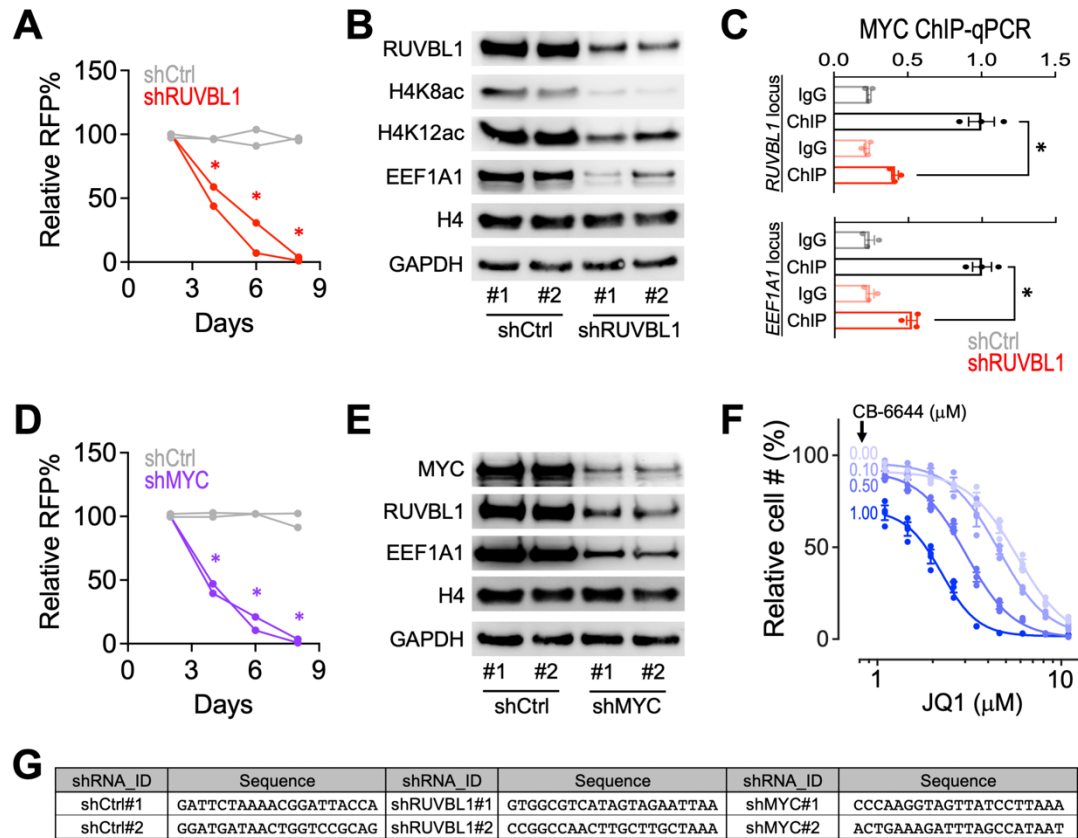 A
Relative RFP%
150
100
50
0
0
3
6
9
Days
shCtrl
shRUVBL1
*
*
*
B
RUVBL1
H4K8ac
H4K12ac
EEF1A1
H4
GAPDH
#1 #2 #1 #2
shCtrl shRUVBL1
C
MYC ChIP-qPCR
0.0 0.5 1.0 1.5
RUVBL1 locus
IgG
ChIP
IgG
ChIP
*
EEF1A1 locus
IgG
ChIP
IgG
ChIP
*
shCtrl
shRUVBL1
D
Relative RFP%
150
100
50
0
0
3
6
9
Days
shCtrl
shMYC
*
*
*
E
MYC
RUVBL1
EEF1A1
H4
GAPDH
#1 #2 #1 #2
shCtrl shMYC
F
CB-6644 (μM)
0.00
0.10
0.50
1.00
Relative cell # (%)
100
50
0
1 10
JQ1 (μM)
G
shRNA_ID Sequence shRNA_ID Sequence shRNA_ID Sequence
shCtrl#1 GATTCTAAAACGGATTACCA shRUVBL1#1 GTGGCGTCATAGTAGAATTAA shMYC#1 CCCAAGGTAGTTATCCTTAAA
shCtrl#2 GGATGATAACTGGTCCGCAG shRUVBL1#2 CCGGCCAACTTGCTTGCTAAA shMYC#2 ACTGAAAGATTTAGCCATAAT